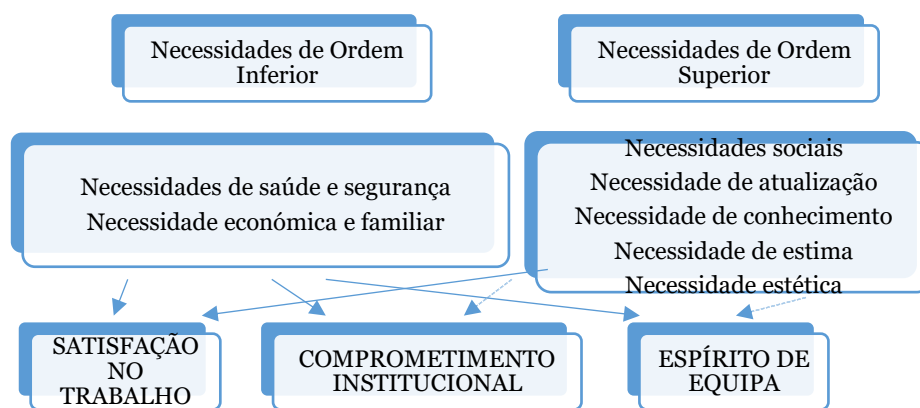 Necessidades de Ordem
Inferior
Necessidades de Ordem
Superior
Necessidades de saúde e segurança
Necessidade económica e familiar
Necessidades sociais
Necessidade de atualização
Necessidade de conhecimento
Necessidade de estima
Necessidade estética
SATISFAÇÃO
NO
TRABALHO
COMPROMETIMENTO
INSTITUCIONAL
ESPÍRITO DE
EQUIPA